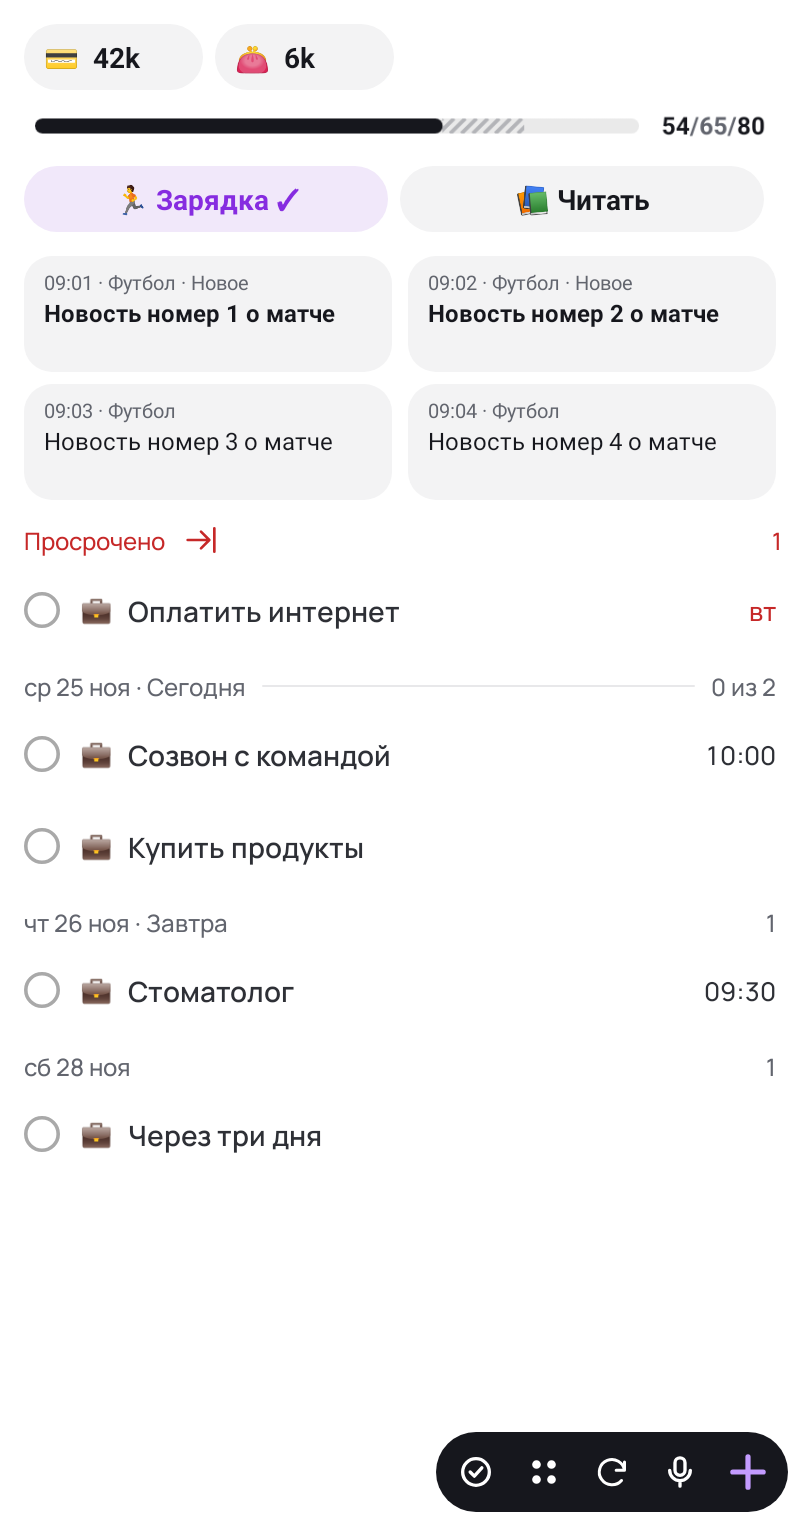 42k 6k
54/65/80
Зарядка ✓ Читать
09:01 · Футбол · Новое
Новость номер 1 о матче
09:02 · Футбол · Новое
Новость номер 2 о матче
09:03 · Футбол
Новость номер 3 о матче
09:04 · Футбол
Новость номер 4 о матче
Просрочено 1
Оплатить интернет вт
ср 25 ноя · Сегодня 0 из 2
Созвон с командой 10:00
Купить продукты
чт 26 ноя · Завтра 1
Стоматолог 09:30
сб 28 ноя 1
Через три дня